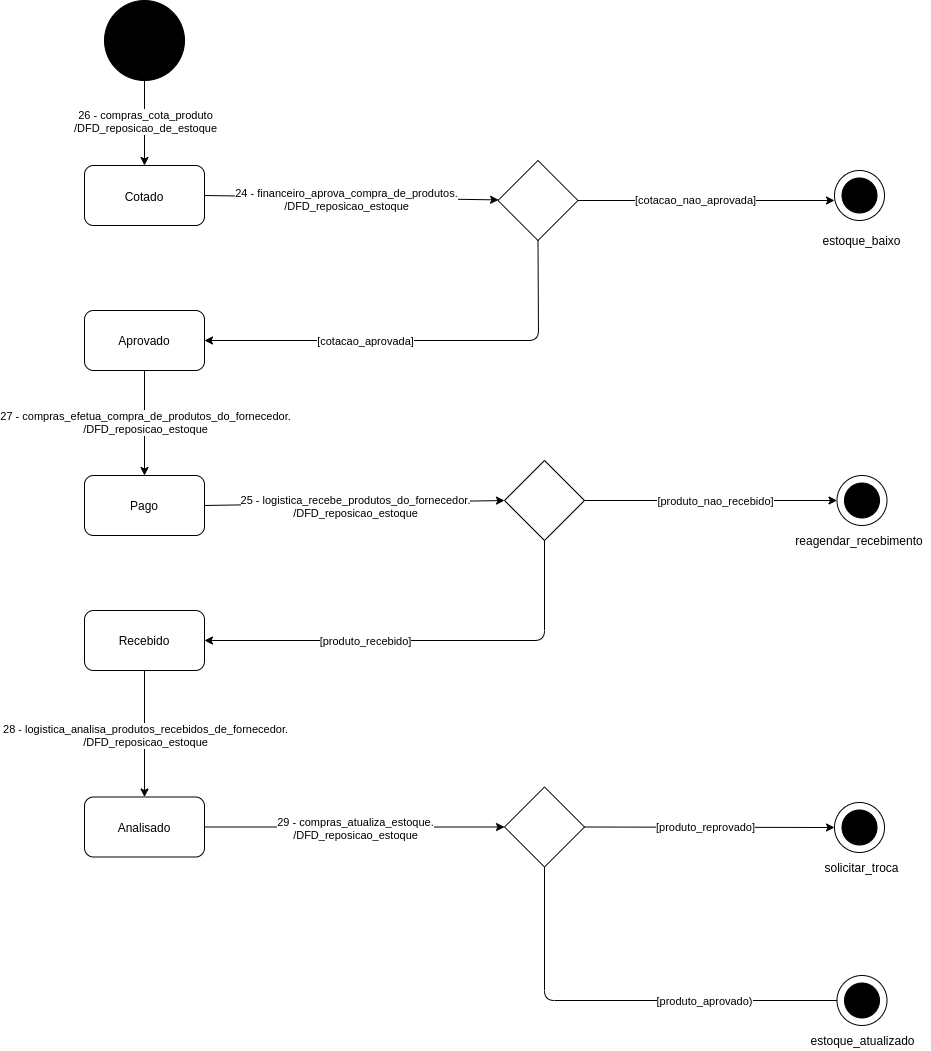 26 - compras_cota_produto
/DFD_reposicao_de_estoque
Cotado
24 - financeiro_aprova_compra_de_produtos.
/DFD_reposicao_estoque
[cotacao_nao_aprovada]
estoque_baixo
Aprovado
[cotacao_aprovada]
27 - compras_efetua_compra_de_produtos_do_fornecedor.
/DFD_reposicao_estoque
Pago
25 - logistica_recebe_produtos_do_fornecedor.
/DFD_reposicao_estoque
[produto_nao_recebido]
reagendar_recebimento
Recebido
[produto_recebido]
28 - logistica_analisa_produtos_recebidos_de_fornecedor.
/DFD_reposicao_estoque
Analisado
29 - compras_atualiza_estoque.
/DFD_reposicao_estoque
[produto_reprovado]
solicitar_troca
[produto_aprovado)
estoque_atualizado